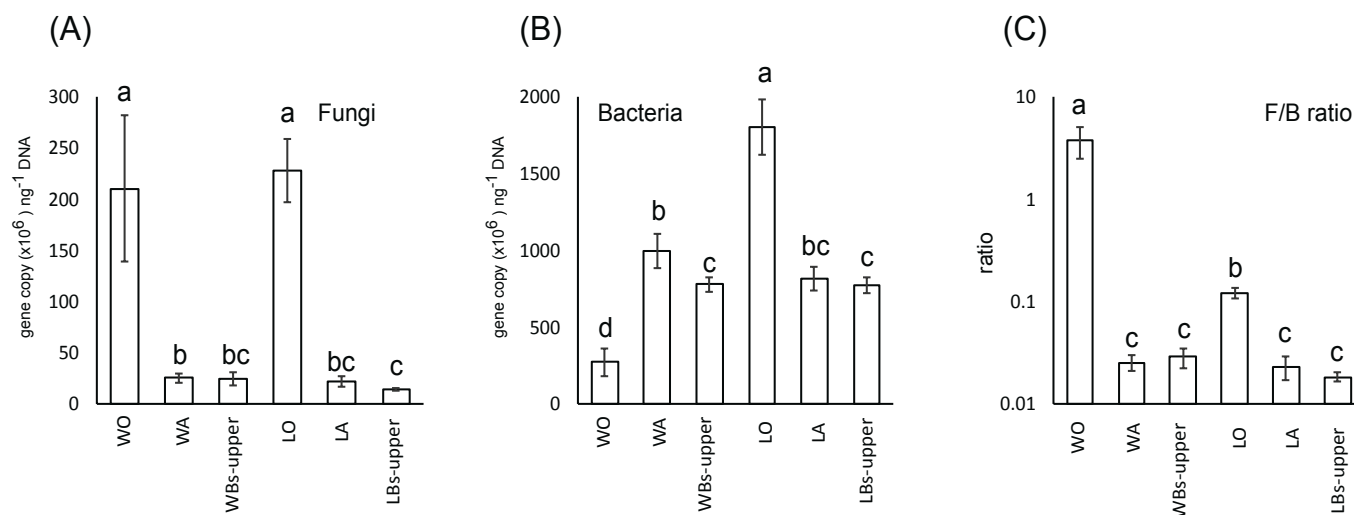 (A)
(B)
(C)
gene copy (x10⁶ ) ng⁻¹ DNA
300
250
200
150
100
50
0
Fungi
a
b
bc
a
bc
c
WO
WA
WBs-upper
LO
LA
LBs-upper
gene copy (x10⁶ ) ng⁻¹ DNA
2000
1500
1000
500
0
Bacteria
d
b
c
a
bc
c
WO
WA
WBs-upper
LO
LA
LBs-upper
ratio
10
1
0.1
0.01
F/B ratio
a
c
c
b
c
c
WO
WA
WBs-upper
LO
LA
LBs-upper